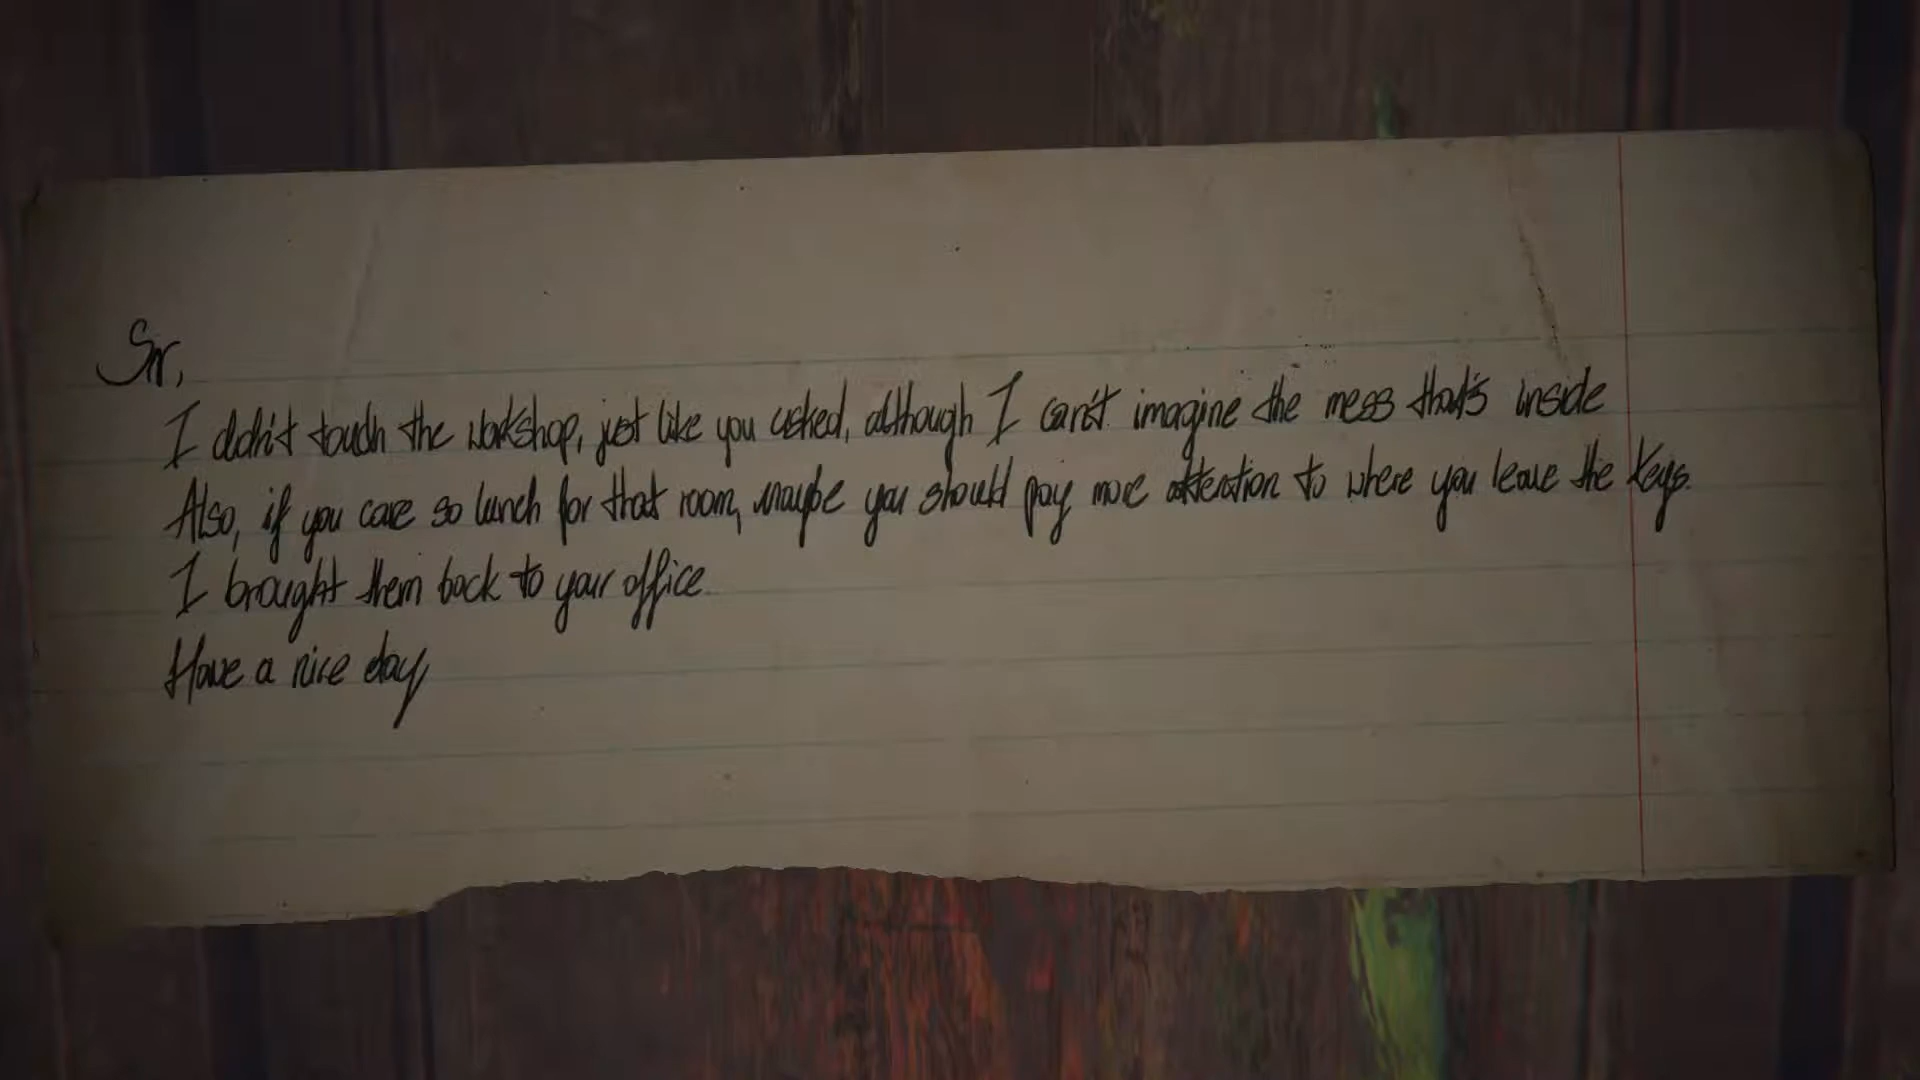 Sir,
I didn't touch the workshop, just like you asked, although I can't imagine the mess that's inside
Also, if you care so lunch for that room, maybe you should pay more attention to where you leave the keys.
I brought them back to your office.
Have a nice day